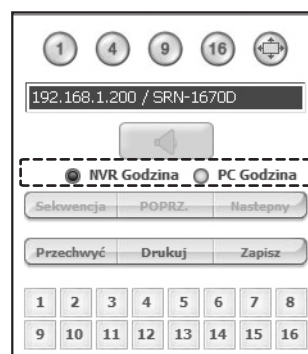 1 4 9 16
192.168.1.200 / SRN-1670D
NVR Godzina PC Godzina
Sekwencja POPRZ. Nastepny
Przechwyć Drukuj Zapisz
1 2 3 4 5 6 7 8
9 10 11 12 13 14 15 16